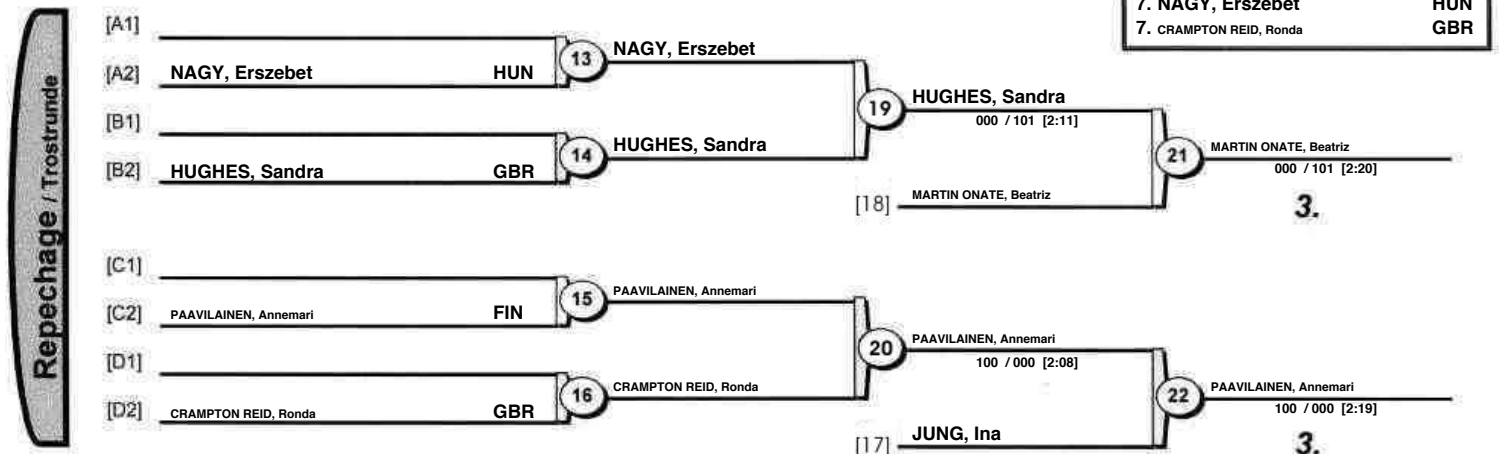 7. NAGY, Erszebet HUN
7. CRAMPTON REID, Ronda GBR
Repechage / Trostrunde
[A1]
[A2] NAGY, Erszebet HUN
13
NAGY, Erszebet
[B1]
[B2] HUGHES, Sandra GBR
14
HUGHES, Sandra
19
HUGHES, Sandra
000 / 101 [2:11]
[18] MARTIN ONATE, Beatriz
21
MARTIN ONATE, Beatriz
000 / 101 [2:20]
3.
[C1]
[C2] PAAVILAINEN, Annemari FIN
15
PAAVILAINEN, Annemari
[D1]
[D2] CRAMPTON REID, Ronda GBR
16
CRAMPTON REID, Ronda
20
PAAVILAINEN, Annemari
100 / 000 [2:08]
[17] JUNG, Ina
22
PAAVILAINEN, Annemari
100 / 000 [2:19]
3.